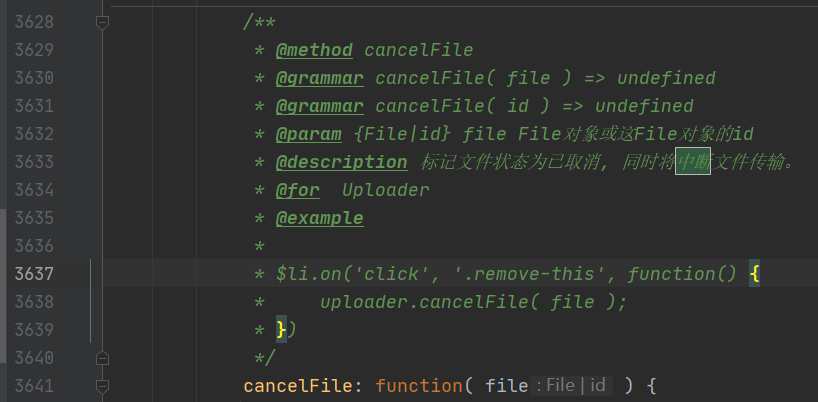 3628 /**
3629 * @method cancelFile
3630 * @grammar cancelFile( file ) => undefined
3631 * @grammar cancelFile( id ) => undefined
3632 * @param {File|id} file File对象或这File对象的id
3633 * @description 标记文件状态为已取消, 同时将中断文件传输。
3634 * @for  Uploader
3635 * @example
3636 *
3637 * $li.on('click', '.remove-this', function() {
3638 *     uploader.cancelFile( file );
3639 * })
3640 */
3641 cancelFile: function( file : File | id ) {